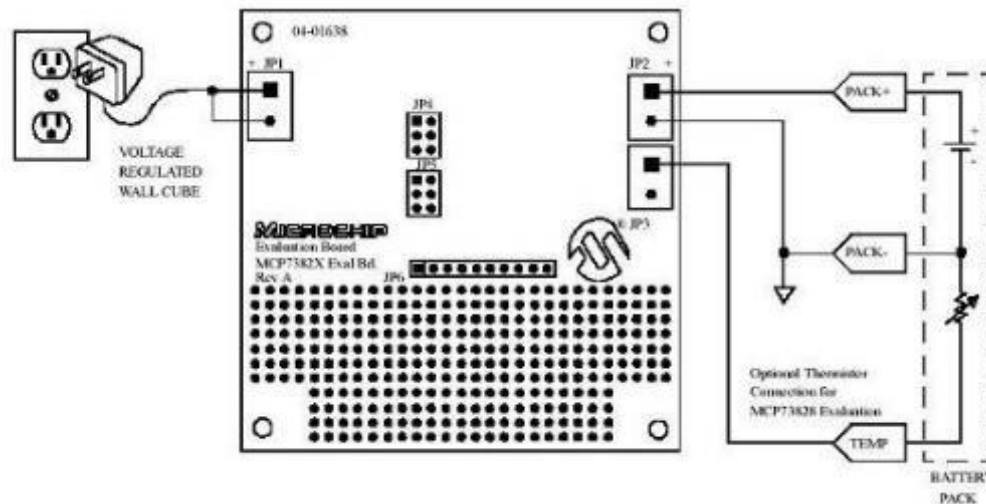 04-01638
+ JP1
JP2 +
JP4
JP5
® JP3
JP6
VOLTAGE
REGULATED
WALL CUBE
MICROCHIP
Evaluation Board
MCP7382X Eval Bd.
Rev. A
PACK+
+
-
PACK-
Optional Thermistor
Connection for
MCP73828 Evaluation
TEMP
BATTERY
PACK